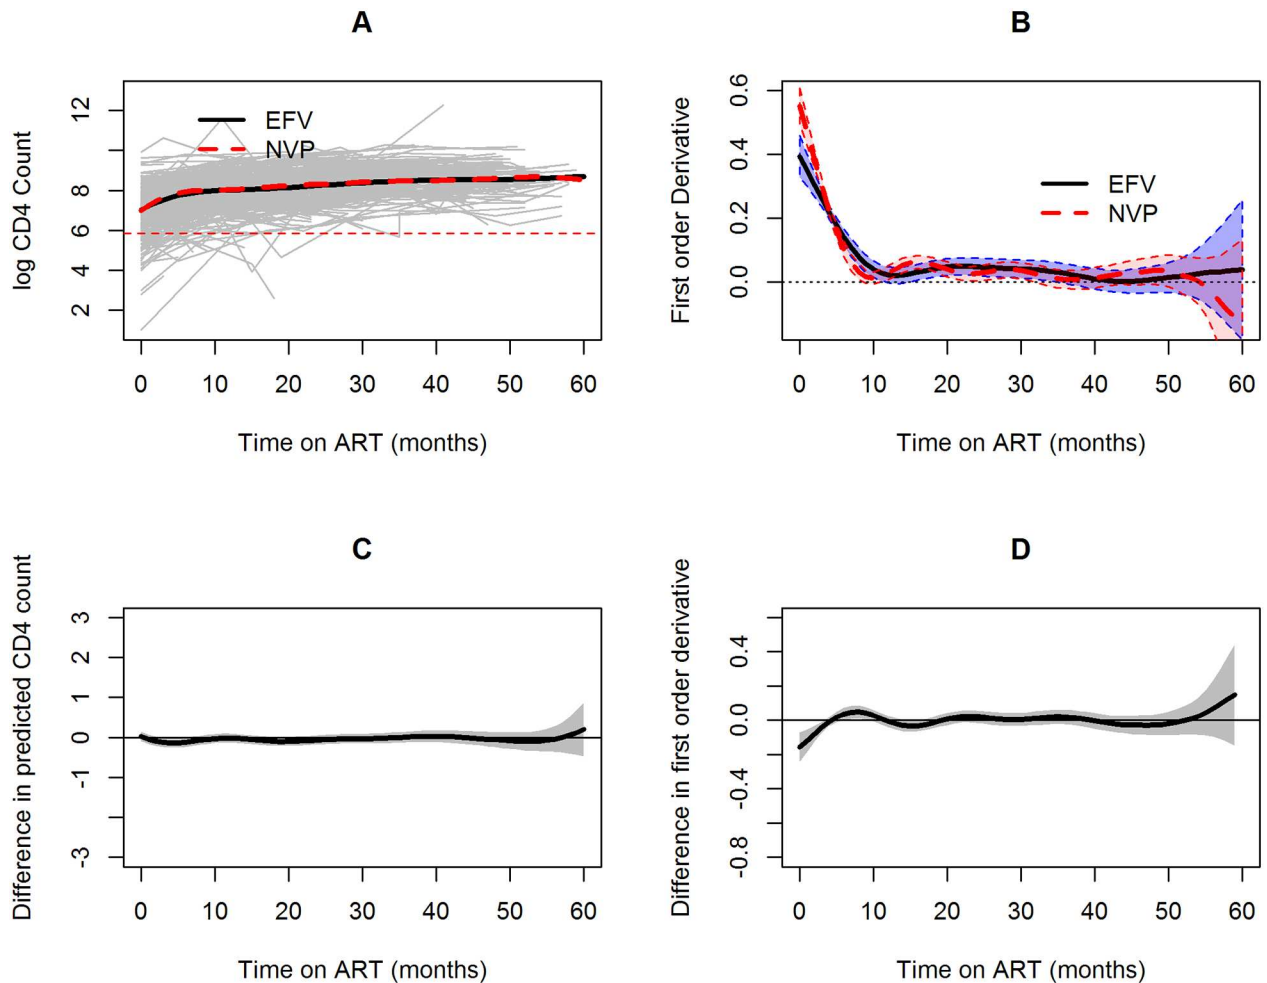 A
log CD4 Count
12
10
8
6
4
2
EFV
NVP
0 10 20 30 40 50 60
Time on ART (months)
B
First order Derivative
0.6
0.4
0.2
0.0
EFV
NVP
0 10 20 30 40 50 60
Time on ART (months)
C
Difference in predicted CD4 count
3
1
0
-1
-3
0 10 20 30 40 50 60
Time on ART (months)
D
Difference in first order derivative
0.4
0.0
-0.4
-0.8
0 10 20 30 40 50 60
Time on ART (months)